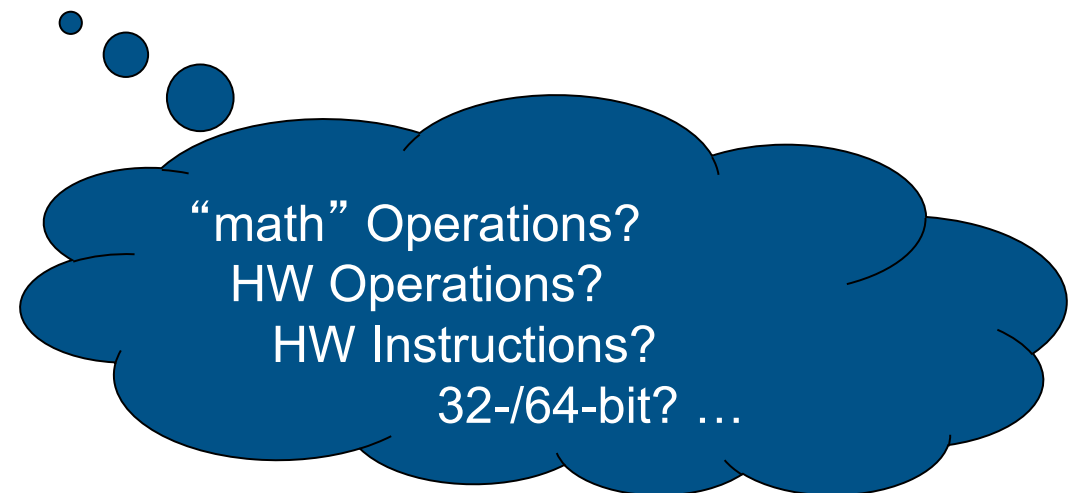 “math” Operations?
HW Operations?
HW Instructions?
32-/64-bit? …